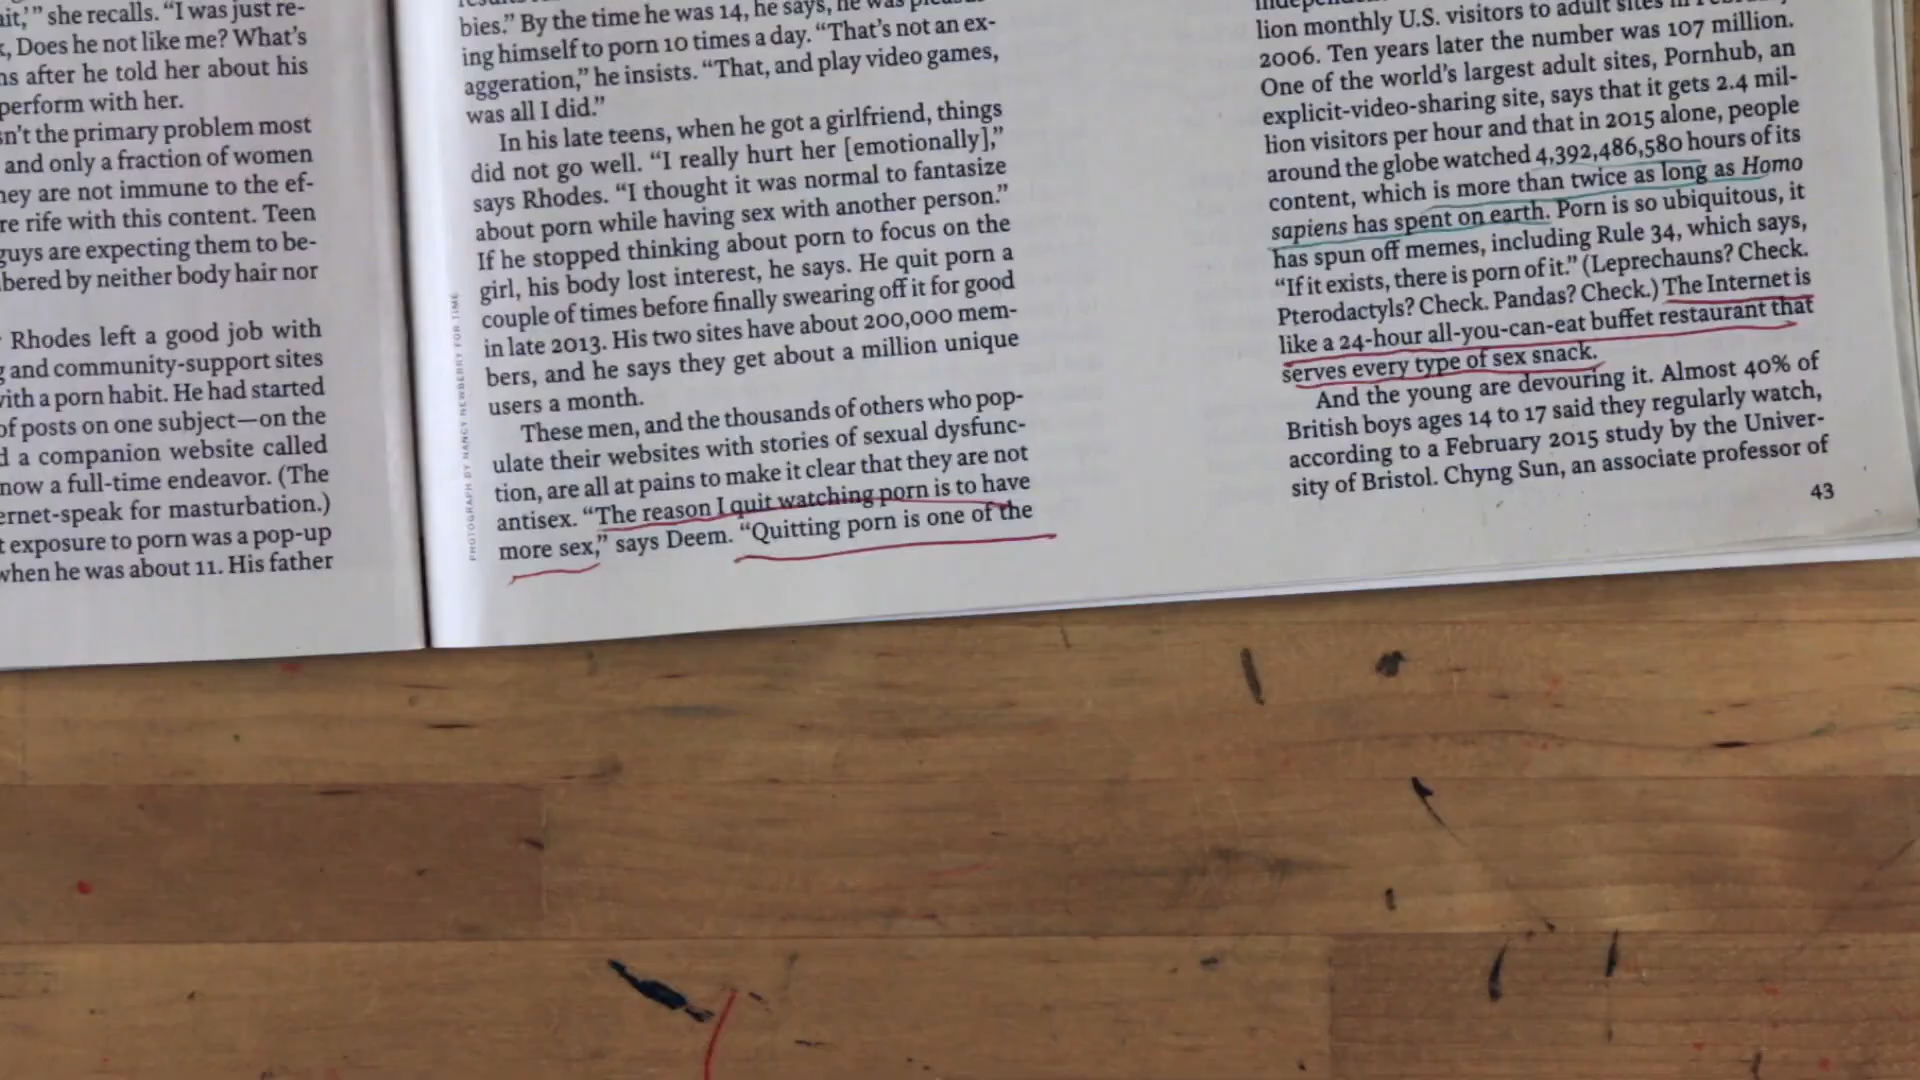 ait,’” she recalls. “I was just re-
Does he not like me? What’s
after he told her about his
perform with her.
isn’t the primary problem most
and only a fraction of women
they are not immune to the ef-
rife with this content. Teen
guys are expecting them to be-
by neither body hair nor
Rhodes left a good job with
and community-support sites
with a porn habit. He had started
of posts on one subject—on the
a companion website called
now a full-time endeavor. (The
for masturbation.)
exposure to porn was a pop-up
when he was about 11. His father
PHOTOGRAPH BY NANCY NEWBERRY FOR TIME
bies.” By the time he was 14, he says, he was pleasur-
ing himself to porn 10 times a day. “That’s not an ex-
aggeration,” he insists. “That, and play video games,
was all I did.”
In his late teens, when he got a girlfriend, things
did not go well. “I really hurt her [emotionally],”
says Rhodes. “I thought it was normal to fantasize
about porn while having sex with another person.”
If he stopped thinking about porn to focus on the
girl, his body lost interest, he says. He quit porn a
couple of times before finally swearing off it for good
in late 2013. His two sites have about 200,000 mem-
bers, and he says they get about a million unique
users a month.
These men, and the thousands of others who pop-
ulate their websites with stories of sexual dysfunc-
tion, are all at pains to make it clear that they are not
antisex. “The reason I quit watching porn is to have
more sex,” says Deem. “Quitting porn is one of the
lion monthly U.S. visitors to adult sites in
2006. Ten years later the number was 107 million.
One of the world’s largest adult sites, Pornhub, an
explicit-video-sharing site, says that it gets 2.4 mil-
lion visitors per hour and that in 2015 alone, people
around the globe watched 4,392,486,580 hours of its
content, which is more than twice as long as Homo
sapiens has spent on earth. Porn is so ubiquitous, it
has spun off memes, including Rule 34, which says,
“If it exists, there is porn of it.” (Leprechauns? Check.
Pterodactyls? Check. Pandas? Check.) The Internet is
like a 24-hour all-you-can-eat buffet restaurant that
serves every type of sex snack.
And the young are devouring it. Almost 40% of
British boys ages 14 to 17 said they regularly watch,
according to a February 2015 study by the Univer-
sity of Bristol. Chyng Sun, an associate professor of
43